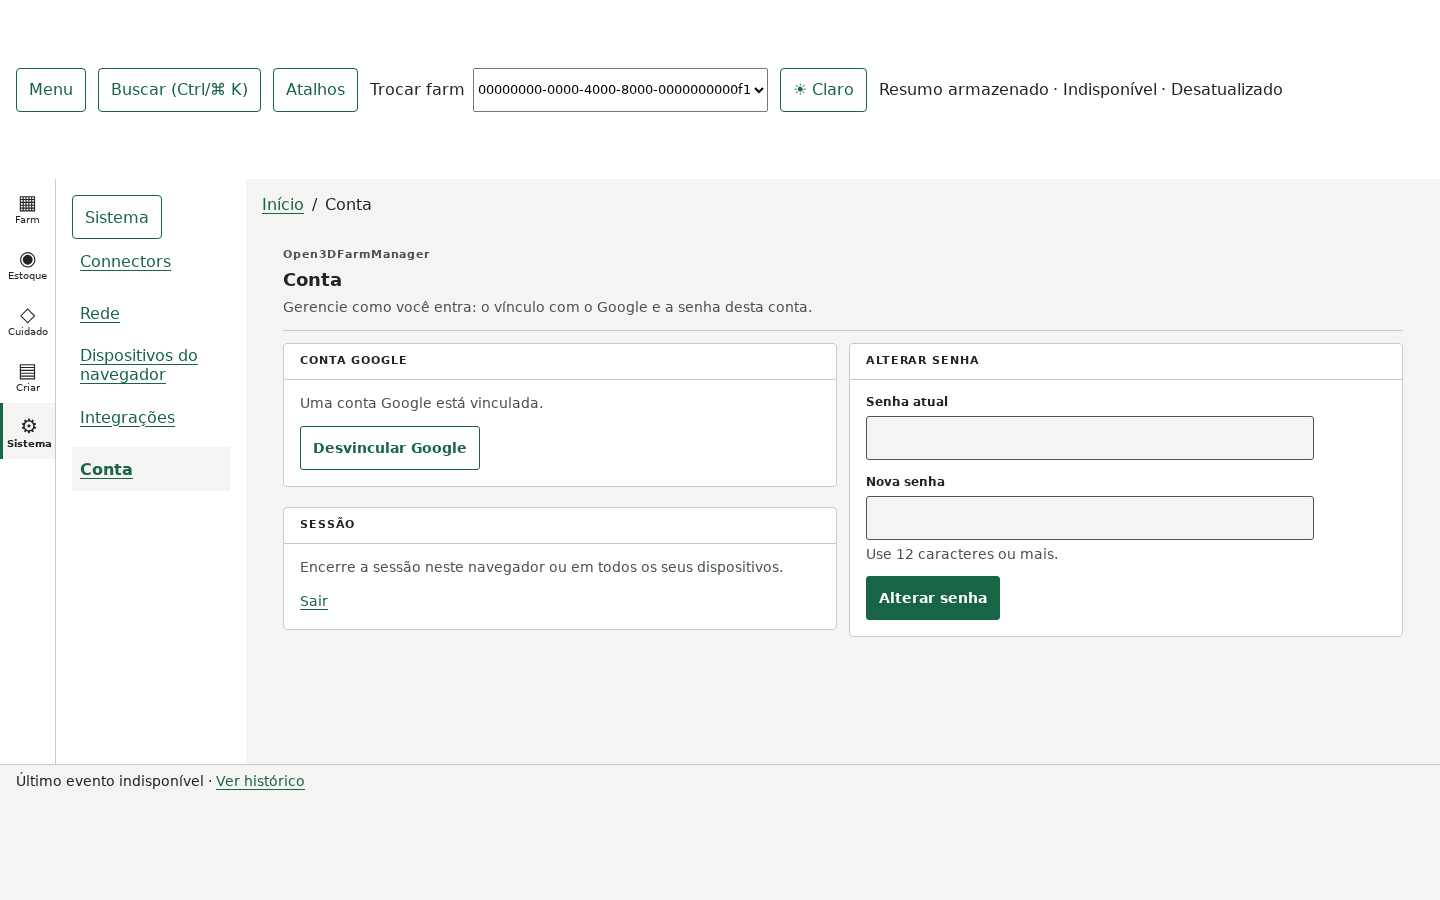 Menu
Buscar (Ctrl/⌘ K)
Atalhos
Trocar farm
00000000-0000-4000-8000-0000000000f1
☀ Claro
Resumo armazenado · Indisponível · Desatualizado
Farm
Estoque
Cuidado
Criar
Sistema
Sistema
Connectors
Rede
Dispositivos do
navegador
Integrações
Conta
Início / Conta
Open3DFarmManager
Conta
Gerencie como você entra: o vínculo com o Google e a senha desta conta.
CONTA GOOGLE
Uma conta Google está vinculada.
Desvincular Google
SESSÃO
Encerre a sessão neste navegador ou em todos os seus dispositivos.
Sair
ALTERAR SENHA
Senha atual
Nova senha
Use 12 caracteres ou mais.
Alterar senha
Último evento indisponível · Ver histórico